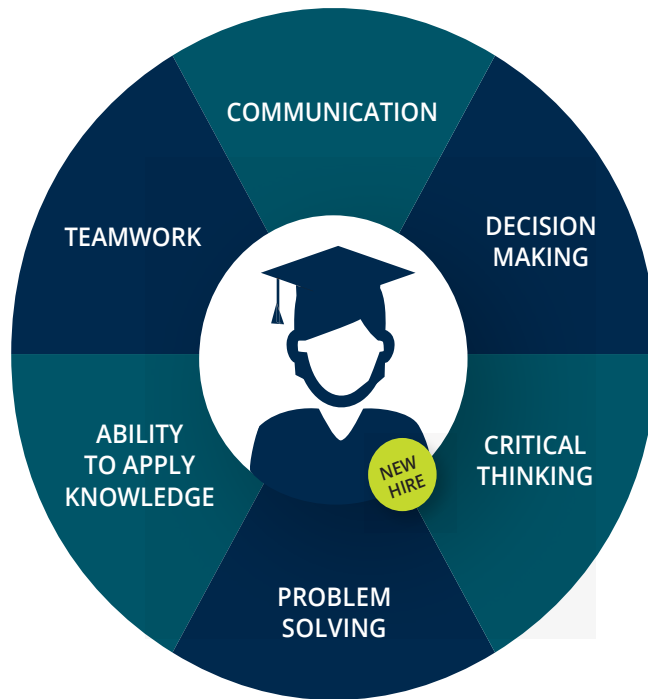 COMMUNICATION
DECISION
MAKING
CRITICAL
THINKING
PROBLEM
SOLVING
ABILITY
TO APPLY
KNOWLEDGE
TEAMWORK
NEW
HIRE